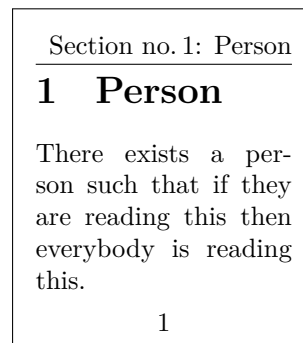 Section no. 1: Person
1 Person
There exists a per-
son such that if they
are reading this then
everybody is reading
this.
1